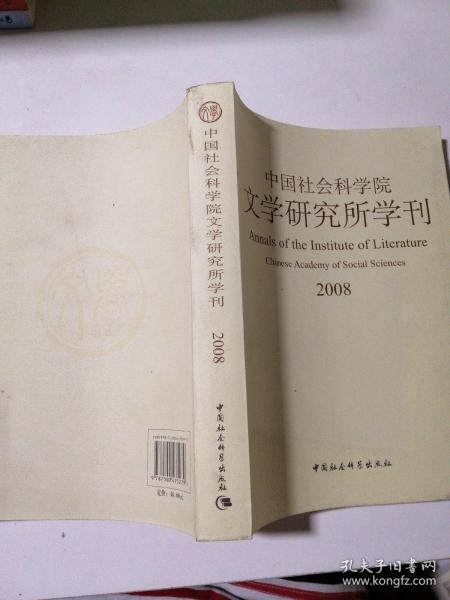 中国社会科学院文学研究所学刊
2008
中国社会科学出版社
中国社会科学院
文学研究所学刊
Annals of the Institute of Literature
Chinese Academy of Social Sciences
2008
中国社会科学出版社
孔夫子旧书网
www.kongfz.com